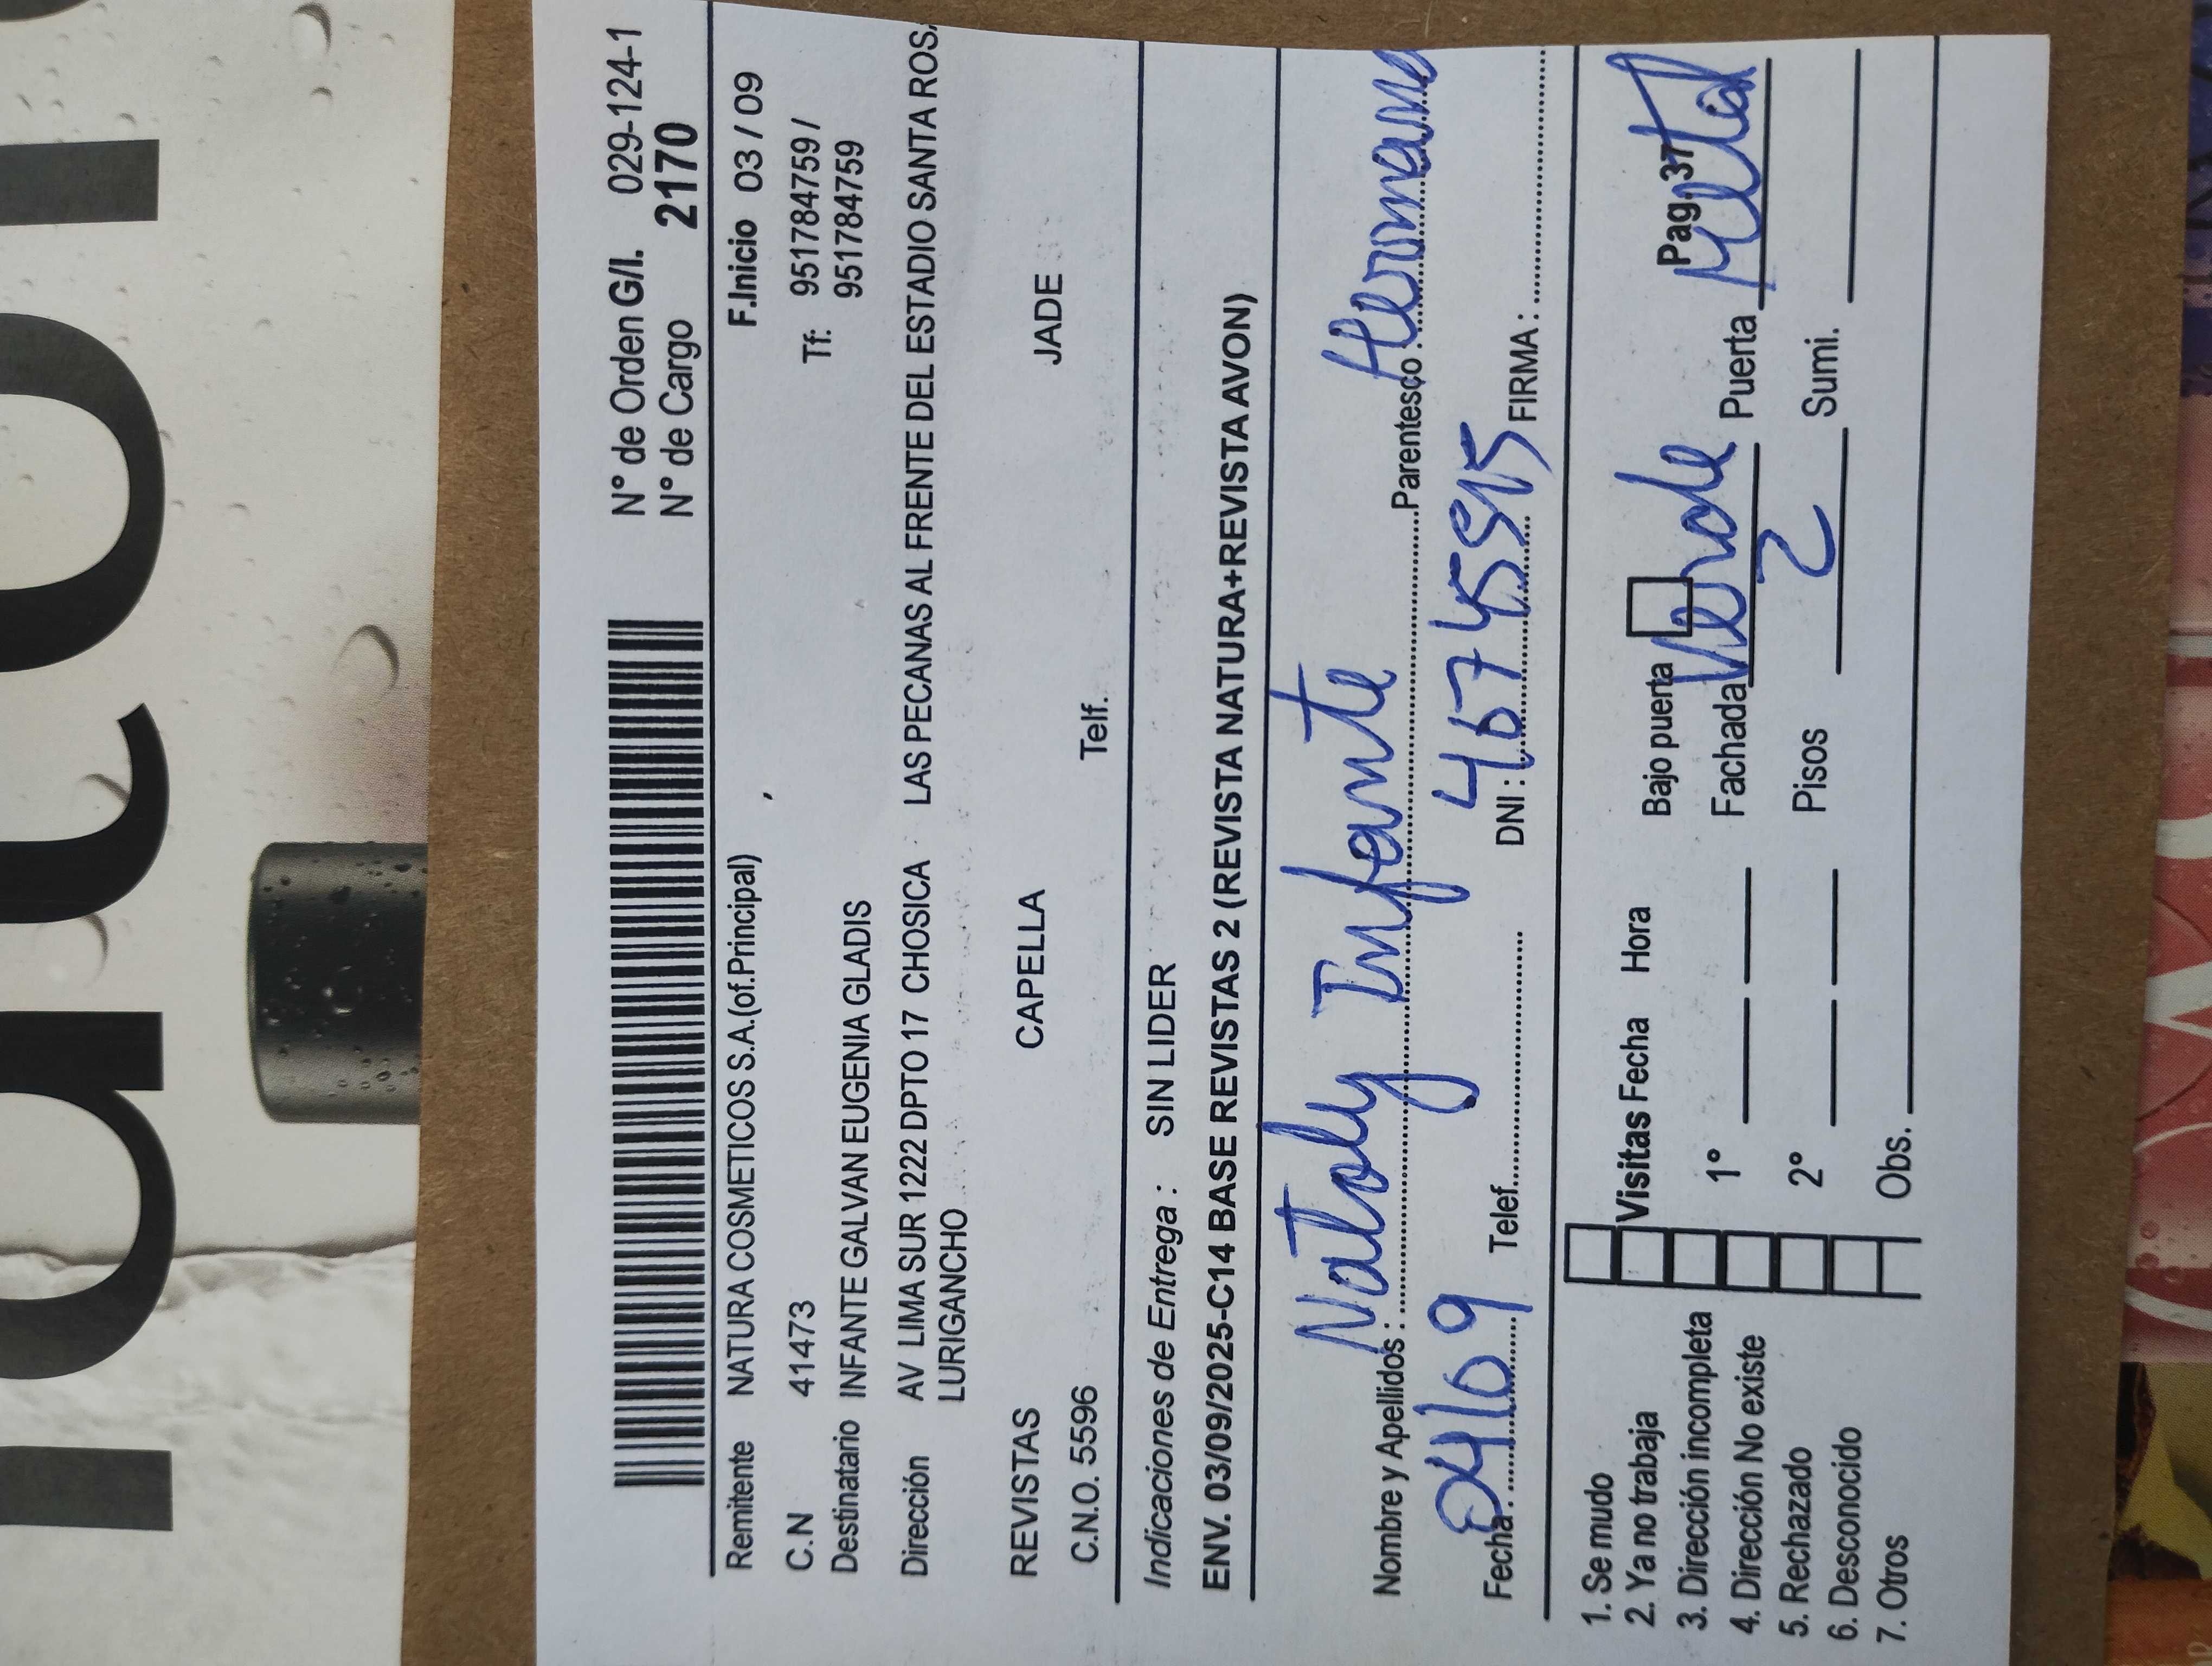 natura
N° de Orden G/I. 029-124-1
N° de Cargo 2170
Remitente NATURA COSMETICOS S.A.(of.Principal) F.Inicio 03 / 09
C.N 41473 Tf: 951784759 /
951784759
Destinatario INFANTE GALVAN EUGENIA GLADIS
Dirección AV LIMA SUR 1222 DPTO 17 CHOSICA LAS PECANAS AL FRENTE DEL ESTADIO SANTA ROSA
LURIGANCHO
REVISTAS CAPELLA JADE
C.N.O. 5596 Telf.
Indicaciones de Entrega : SIN LIDER
ENV. 03/09/2025-C14 BASE REVISTAS 2 (REVISTA NATURA+REVISTA AVON)
Nombre y Apellidos : Nataly Infante Parentesco : Hermana
Fecha : 04/09 Telef. DNI : 46745515 FIRMA :
1. Se mudo
2. Ya no trabaja Visitas Fecha Hora Bajo puerta Pag.37
3. Dirección incompleta 1° Fachada Verde Puerta Metal
4. Dirección No existe
5. Rechazado 2° Pisos 2 Sumi.
6. Desconocido
7. Otros Obs.